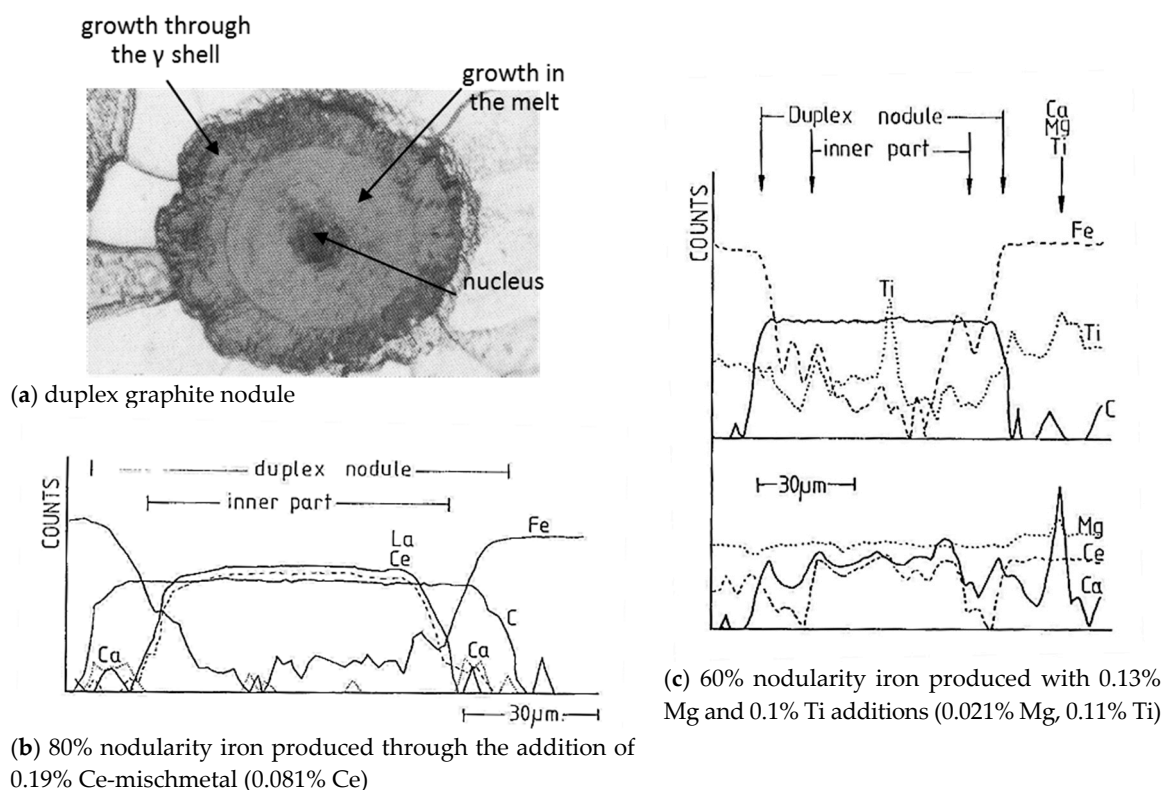 growth through
the γ shell
growth in
the melt
nucleus
(a) duplex graphite nodule
COUNTS
duplex nodule
inner part
La
Ce
Fe
C
Ca
Ca
30µm.
(b) 80% nodularity iron produced through the addition of
0.19% Ce-mischmetal (0.081% Ce)
Duplex nodule
inner part
Ca
Mg
Ti
COUNTS
Fe
Ti
Ti
C
30µm
Mg
Ce
Ca
(c) 60% nodularity iron produced with 0.13%
Mg and 0.1% Ti additions (0.021% Mg, 0.11% Ti)